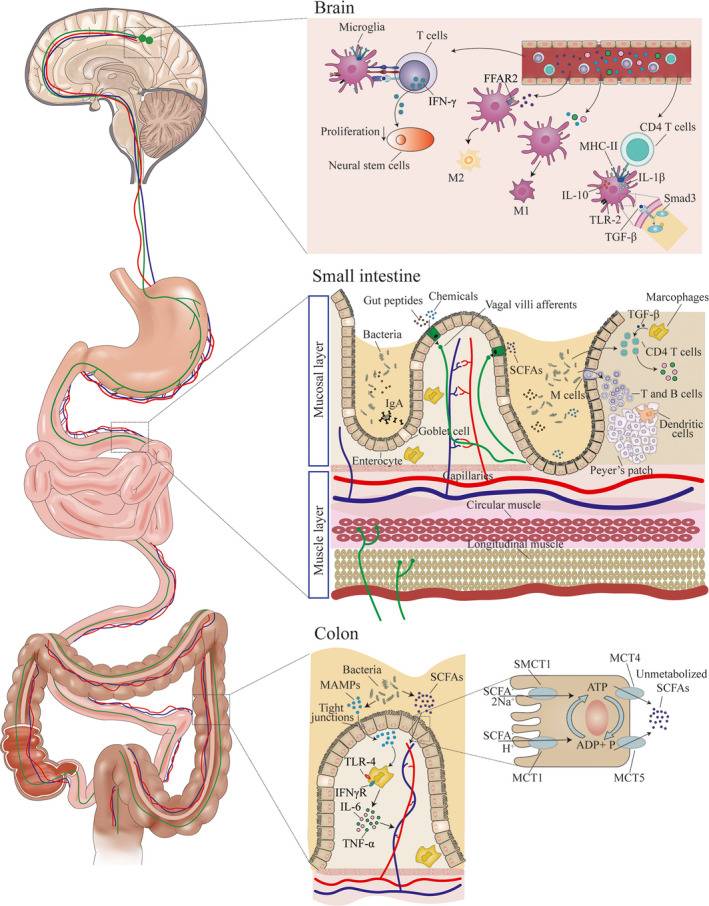 Brain
Microglia
T cells
FFAR2
IFN-γ
CD4 T cells
MHC-II
IL-1β
Proliferation
Neural stem cells
M2
M1
IL-10
Smad3
TLR-2
TGF-β
Small intestine
Mucosal layer
Muscle layer
Gut peptides
Chemicals
Vagal villi afferents
Marcophages
TGF-β
Bacteria
SCFAs
CD4 T cells
M cells
T and B cells
IgA
Goblet cell
Dendritic
cells
Enterocyte
Peyer's patch
Capillaries
Circular muscle
Longitudinal muscle
Colon
Bacteria
MAMPs
SCFAs
Tight
junctions
TLR-4
IFNγR
IL-6
TNF-α
SMCT1
MCT4
Unmetabolized
SCFAs
SCFA
2Na⁺
ATP
SCFA
H⁺
ADP+ P
MCT1
MCT5